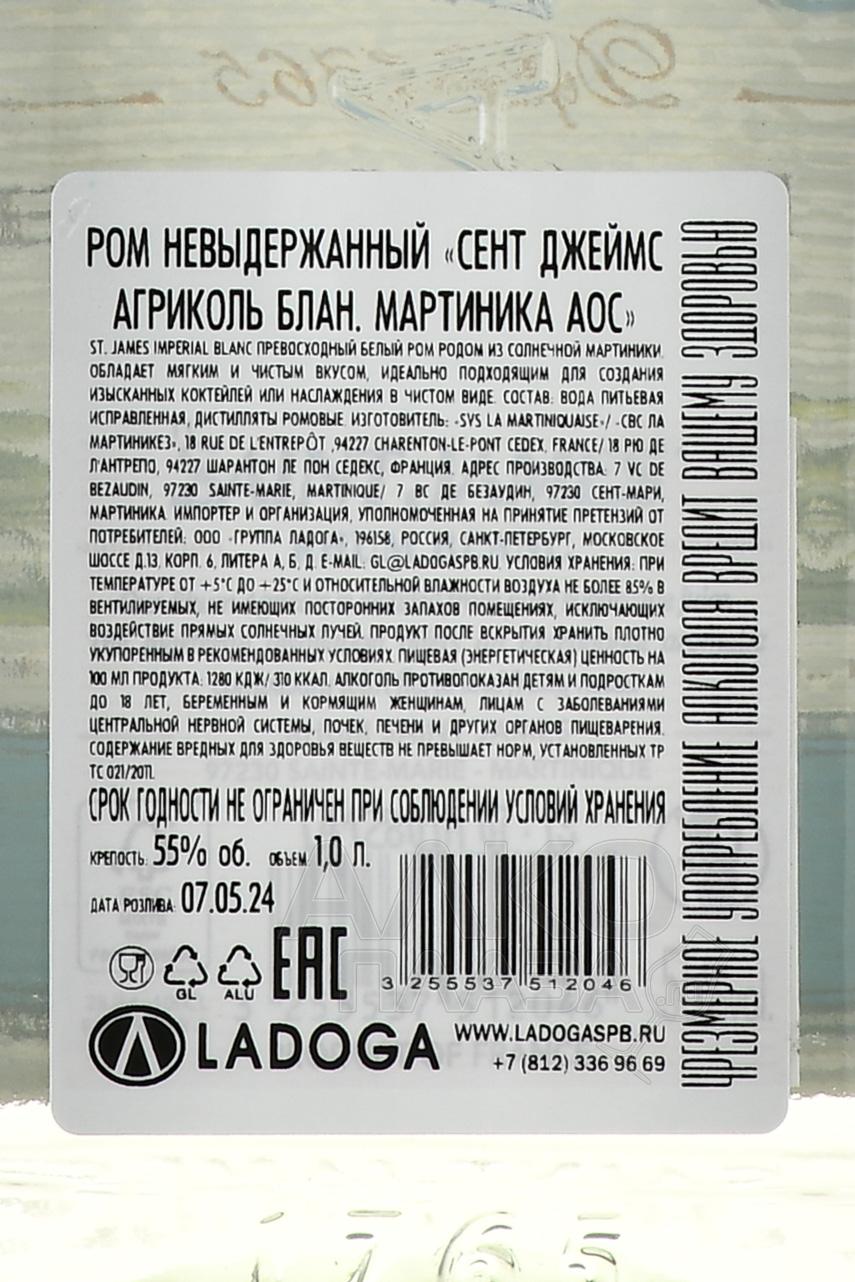 365
РОМ НЕВЫДЕРЖАННЫЙ «СЕНТ ДЖЕЙМС
АГРИКОЛЬ БЛАН. МАРТИНИКА АОС»
ST. JAMES IMPERIAL BLANC ПРЕВОСХОДНЫЙ БЕЛЫЙ РОМ РОДОМ ИЗ СОЛНЕЧНОЙ МАРТИНИКИ.
ОБЛАДАЕТ МЯГКИМ И ЧИСТЫМ ВКУСОМ, ИДЕАЛЬНО ПОДХОДЯЩИМ ДЛЯ СОЗДАНИЯ
ИЗЫСКАННЫХ КОКТЕЙЛЕЙ ИЛИ НАСЛАЖДЕНИЯ В ЧИСТОМ ВИДЕ. СОСТАВ: ВОДА ПИТЬЕВАЯ
ИСПРАВЛЕННАЯ, ДИСТИЛЛЯТЫ РОМОВЫЕ. ИЗГОТОВИТЕЛЬ: «SVS LA MARTINIQUAISE»/ «СВС ЛА
МАРТИНИКЕЗ», 18 RUE DE L'ENTREPÔT ,94227 CHARENTON-LE-PONT CEDEX, FRANCE/ 18 РЮ ДЕ
Л'АНТРЕПО, 94227 ШАРАНТОН ЛЕ ПОН СЕДЕКС, ФРАНЦИЯ. АДРЕС ПРОИЗВОДСТВА: 7 VC DE
BEZAUDIN, 97230 SAINTE-MARIE, MARTINIQUE/ 7 ВС ДЕ БЕЗАУДИН, 97230 СЕНТ-МАРИ,
МАРТИНИКА. ИМПОРТЕР И ОРГАНИЗАЦИЯ, УПОЛНОМОЧЕННАЯ НА ПРИНЯТИЕ ПРЕТЕНЗИЙ ОТ
ПОТРЕБИТЕЛЕЙ: ООО «ГРУППА ЛАДОГА», 196158, РОССИЯ, САНКТ-ПЕТЕРБУРГ, МОСКОВСКОЕ
ШОССЕ Д.13, КОРП. 6, ЛИТЕРА А, Б, Д. E-MAIL: GL@LADOGASPB.RU. УСЛОВИЯ ХРАНЕНИЯ: ПРИ
ТЕМПЕРАТУРЕ ОТ +5°С ДО +25°С И ОТНОСИТЕЛЬНОЙ ВЛАЖНОСТИ ВОЗДУХА НЕ БОЛЕЕ 85% В
ВЕНТИЛИРУЕМЫХ, НЕ ИМЕЮЩИХ ПОСТОРОННИХ ЗАПАХОВ ПОМЕЩЕНИЯХ, ИСКЛЮЧАЮЩИХ
ВОЗДЕЙСТВИЕ ПРЯМЫХ СОЛНЕЧНЫХ ЛУЧЕЙ. ПРОДУКТ ПОСЛЕ ВСКРЫТИЯ ХРАНИТЬ ПЛОТНО
УКУПОРЕННЫМ В РЕКОМЕНДОВАННЫХ УСЛОВИЯХ. ПИЩЕВАЯ (ЭНЕРГЕТИЧЕСКАЯ) ЦЕННОСТЬ НА
100 МЛ ПРОДУКТА: 1280 КДЖ/ 310 ККАЛ. АЛКОГОЛЬ ПРОТИВОПОКАЗАН ДЕТЯМ И ПОДРОСТКАМ
ДО 18 ЛЕТ, БЕРЕМЕННЫМ И КОРМЯЩИМ ЖЕНЩИНАМ, ЛИЦАМ С ЗАБОЛЕВАНИЯМИ
ЦЕНТРАЛЬНОЙ НЕРВНОЙ СИСТЕМЫ, ПОЧЕК, ПЕЧЕНИ И ДРУГИХ ОРГАНОВ ПИЩЕВАРЕНИЯ.
СОДЕРЖАНИЕ ВРЕДНЫХ ДЛЯ ЗДОРОВЬЯ ВЕЩЕСТВ НЕ ПРЕВЫШАЕТ НОРМ, УСТАНОВЛЕННЫХ ТР
ТС 021/2011.
97230 SAINTE-MARIE - MARTINIQUE
СРОК ГОДНОСТИ НЕ ОГРАНИЧЕН ПРИ СОБЛЮДЕНИИ УСЛОВИЙ ХРАНЕНИЯ
КРЕПОСТЬ: 55% ОБ. ОБЪЕМ: 1,0 Л.
ДАТА РОЗЛИВА: 07.05.24
GL ALU EAC
3 255537 512046
LADOGA
WWW.LADOGASPB.RU
+7 (812) 336 96 69
ЧРЕЗМЕРНОЕ УПОТРЕБЛЕНИЕ АЛКОГОЛЯ ВРЕДИТ ВАШЕМУ ЗДОРОВЬЮ
АЛКО
ПЛАЗА
1765